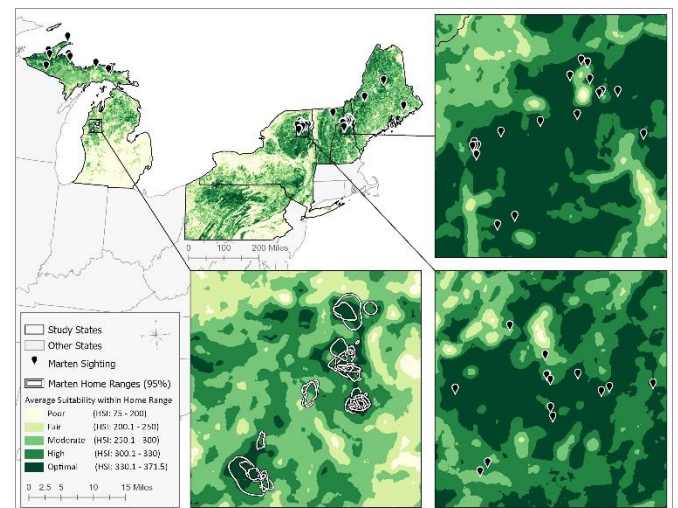 0 100 200 Miles
Study States
Other States
Marten Sighting
Marten Home Ranges (95%)
Average Suitability within Home Range
Poor (HSI: 75 - 200)
Fair (HSI: 200.1 - 250)
Moderate (HSI: 250.1 - 300)
High (HSI: 300.1 - 330)
Optimal (HSI: 330.1 - 371.5)
0 2.5 5 10 15 Miles